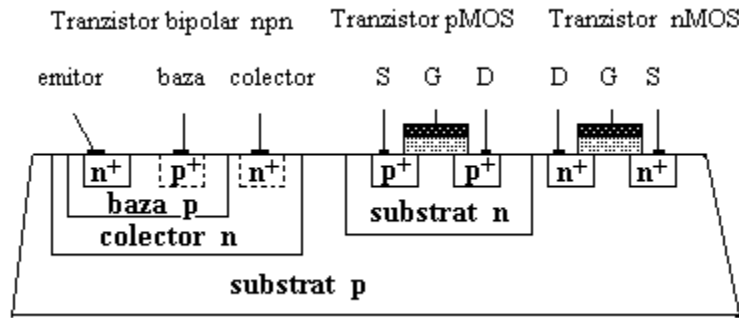 Tranzistor bipolar npn Tranzistor pMOS Tranzistor nMOS
emitor baza colector S G D D G S
n+ p+ n+ p+ p+ n+ n+
baza p
substrat n
colector n
substrat p